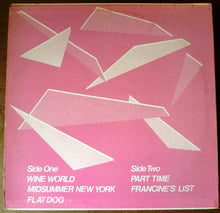 Side One
WINE WORLD
MIDSUMMER NEW YORK
FLAT DOG
Side Two
PART TIME
FRANCINE'S LIST